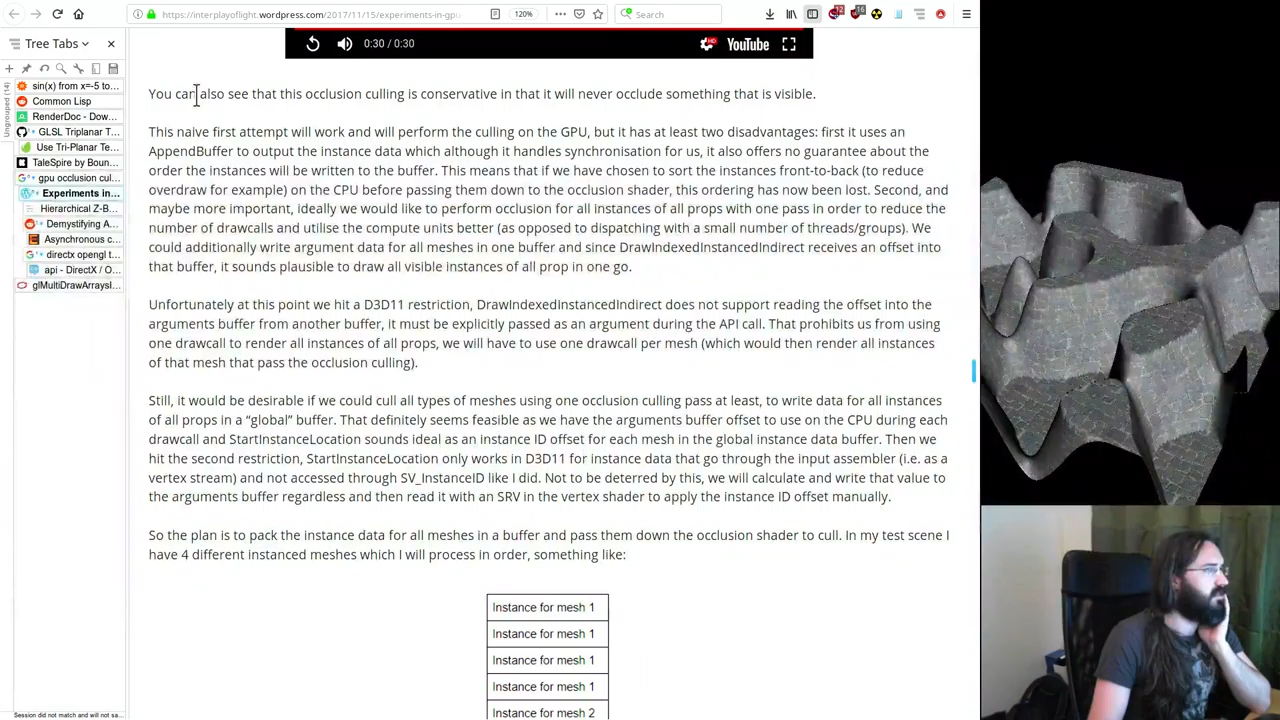 https://interplayoflight.wordpress.com/2017/11/15/experiments-in-gpu-
120%
Search
12
16
Tree Tabs
Ungrouped (14)
sin(x) from x=-5 to...
Common Lisp
RenderDoc - Dow...
GLSL Triplanar T...
Use Tri-Planar Te...
TaleSpire by Boun...
gpu occlusion cul...
Experiments in...
Hierarchical Z-B...
Demystifying A...
Asynchronous c...
directx opengl t...
api - DirectX / O...
glMultiDrawArraysI...
Session did not match and will not sa...
0:30 / 0:30
HD
YouTube
You can also see that this occlusion culling is conservative in that it will never occlude something that is visible.
This naive first attempt will work and will perform the culling on the GPU, but it has at least two disadvantages: first it uses an
AppendBuffer to output the instance data which although it handles synchronisation for us, it also offers no guarantee about the
order the instances will be written to the buffer. This means that if we have chosen to sort the instances front-to-back (to reduce
overdraw for example) on the CPU before passing them down to the occlusion shader, this ordering has now been lost. Second, and
maybe more important, ideally we would like to perform occlusion for all instances of all props with one pass in order to reduce the
number of drawcalls and utilise the compute units better (as opposed to dispatching with a small number of threads/groups). We
could additionally write argument data for all meshes in one buffer and since DrawIndexedInstancedIndirect receives an offset into
that buffer, it sounds plausible to draw all visible instances of all prop in one go.
Unfortunately at this point we hit a D3D11 restriction, DrawIndexedInstancedIndirect does not support reading the offset into the
arguments buffer from another buffer, it must be explicitly passed as an argument during the API call. That prohibits us from using
one drawcall to render all instances of all props, we will have to use one drawcall per mesh (which would then render all instances
of that mesh that pass the occlusion culling).
Still, it would be desirable if we could cull all types of meshes using one occlusion culling pass at least, to write data for all instances
of all props in a “global” buffer. That definitely seems feasible as we have the arguments buffer offset to use on the CPU during each
drawcall and StartInstanceLocation sounds ideal as an instance ID offset for each mesh in the global instance data buffer. Then we
hit the second restriction, StartInstanceLocation only works in D3D11 for instance data that go through the input assembler (i.e. as a
vertex stream) and not accessed through SV_InstanceID like I did. Not to be deterred by this, we will calculate and write that value to
the arguments buffer regardless and then read it with an SRV in the vertex shader to apply the instance ID offset manually.
So the plan is to pack the instance data for all meshes in a buffer and pass them down the occlusion shader to cull. In my test scene I
have 4 different instanced meshes which I will process in order, something like:
Instance for mesh 1
Instance for mesh 1
Instance for mesh 1
Instance for mesh 1
Instance for mesh 2